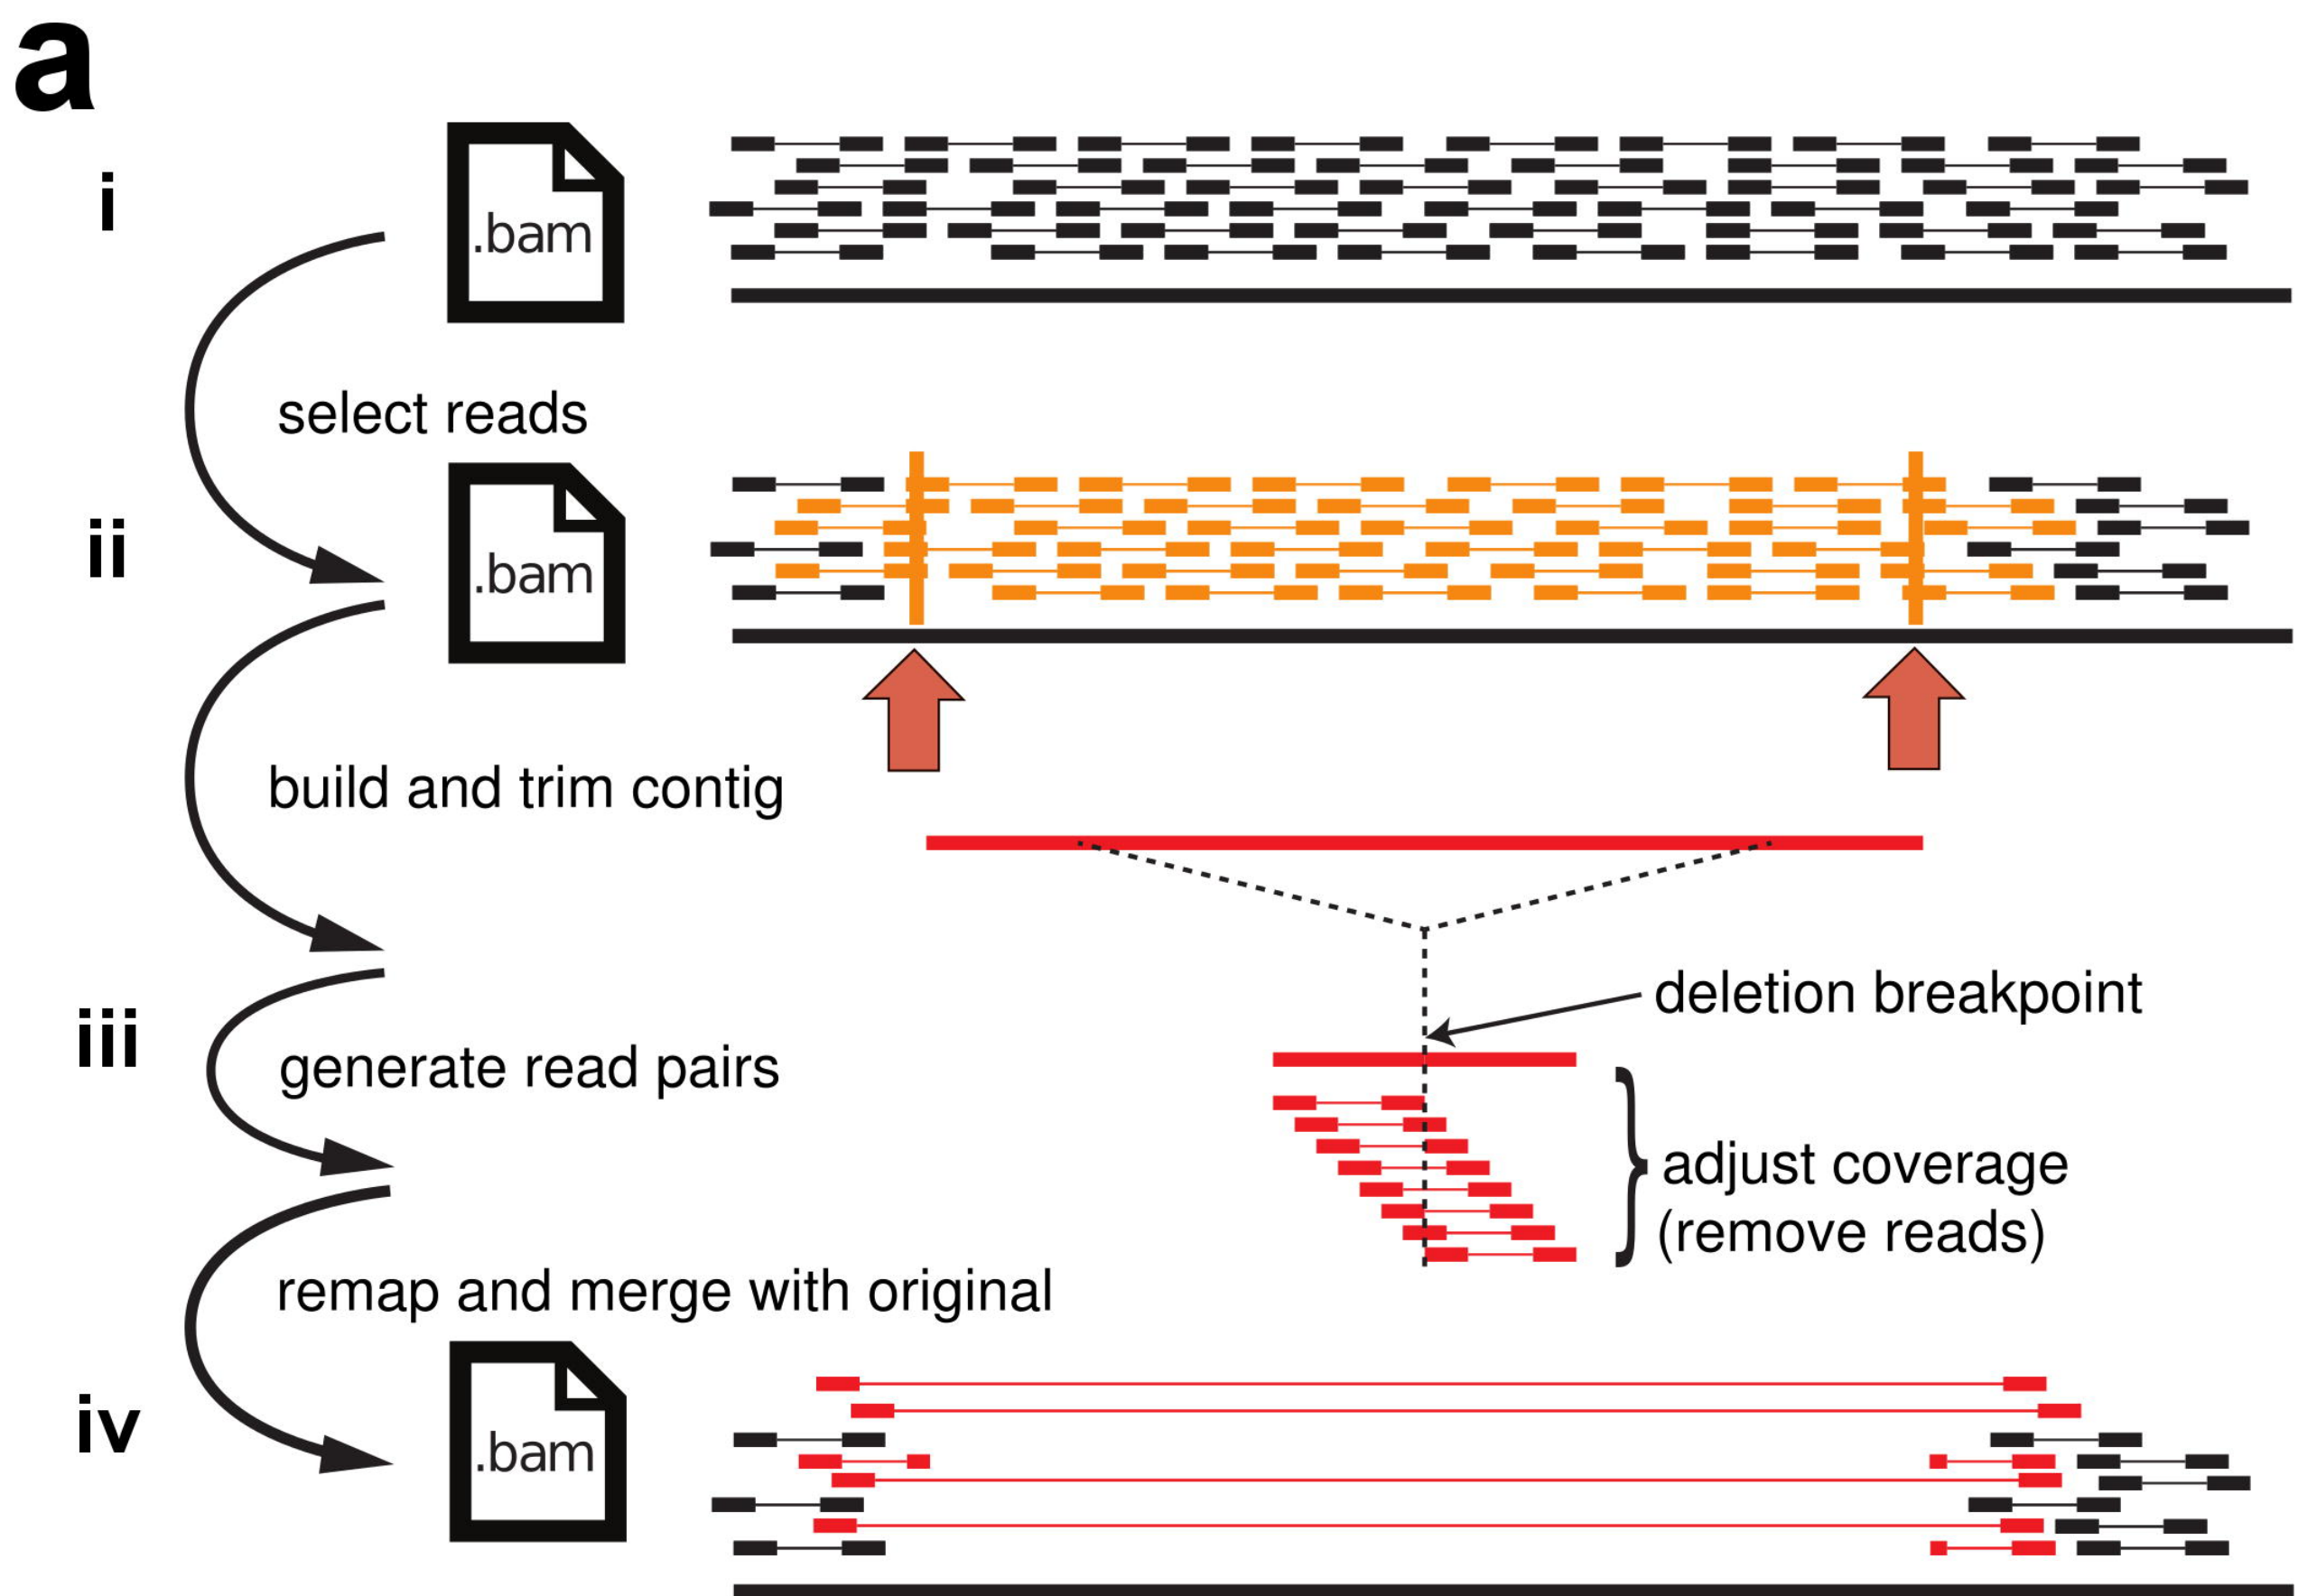 a
i
.bam
select reads
ii
.bam
build and trim contig
deletion breakpoint
iii
generate read pairs
adjust coverage
(remove reads)
remap and merge with original
iv
.bam